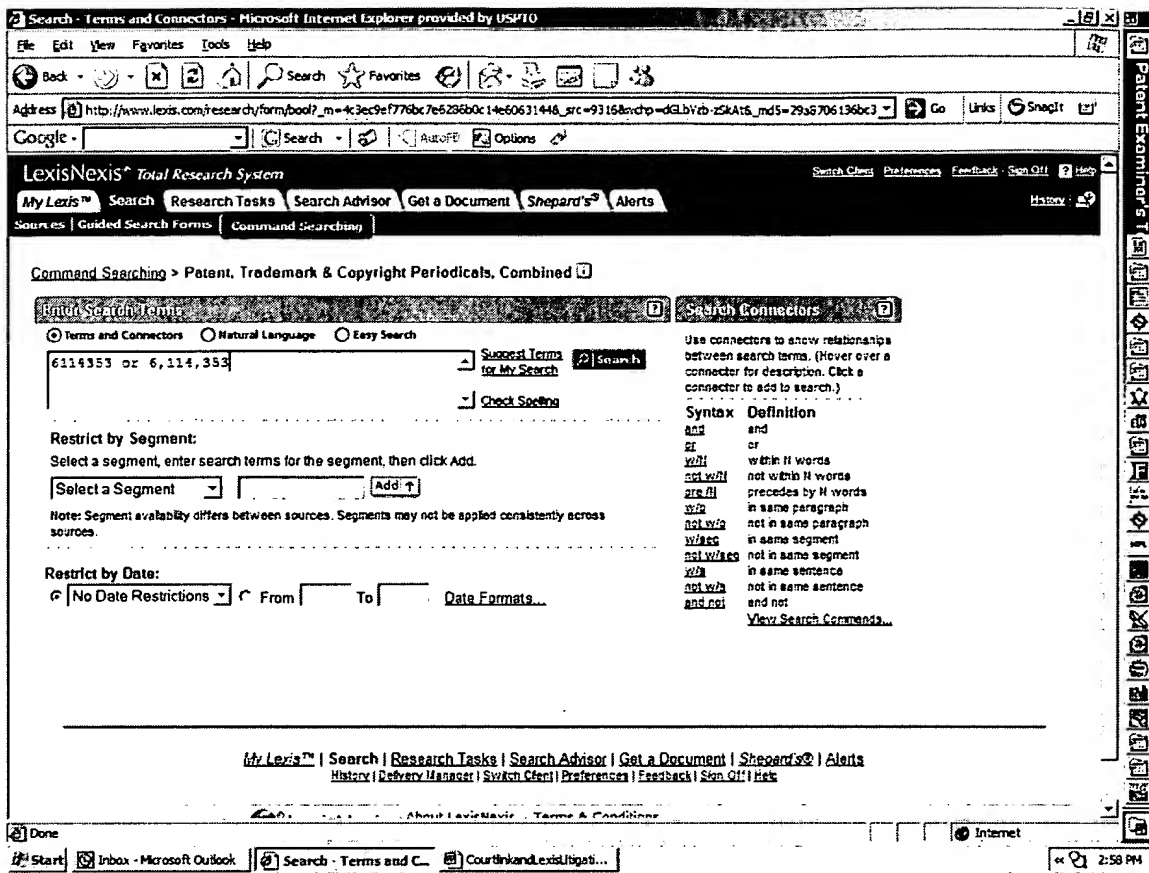 Search - Terms and Connectors - Microsoft Internet Explorer provided by USPTO
File Edit View Favorites Tools Help
Back Search Favorites
Address http://www.lexis.com/research/form/bool?_m= Go Links SnagIt
Google - Search AutoFill Options
LexisNexis™ Total Research System
Switch Client Preferences Feedback Sign Off ? Help
My Lexis™ Search Research Tasks Search Advisor Get a Document Shepard's® Alerts
History
Sources | Guided Search Forms | Command Searching
Command Searching > Patent, Trademark & Copyright Periodicals, Combined i
Enter Search Terms ?
Terms and Connectors Natural Language Easy Search
6114353 or 6,114,353
Suggest Terms
for My Search
Search
Check Spelling
Restrict by Segment:
Select a segment, enter search terms for the segment, then click Add.
Select a Segment Add ↑
Note: Segment availability differs between sources. Segments may not be applied consistently across
sources.
Restrict by Date:
No Date Restrictions From To Date Formats...
Search Connectors ?
Use connectors to show relationships
between search terms. (Hover over a
connector for description. Click a
connector to add to search.)
Syntax Definition
and and
or or
w/N within N words
not w/N not within N words
pre /N precedes by N words
w/p in same paragraph
not w/p not in same paragraph
w/seg in same segment
not w/seg not in same segment
w/s in same sentence
not w/s not in same sentence
and not and not
View Search Commands...
My Lexis™ | Search | Research Tasks | Search Advisor | Get a Document | Shepard's® | Alerts
History | Delivery Manager | Switch Client | Preferences | Feedback | Sign Off | Help
About LexisNexis Terms & Conditions
Done Internet
Start Inbox - Microsoft Outlook Search - Terms and C... CourtlinkandLexisLitigati... 2:58 PM
Patent Examiner's T